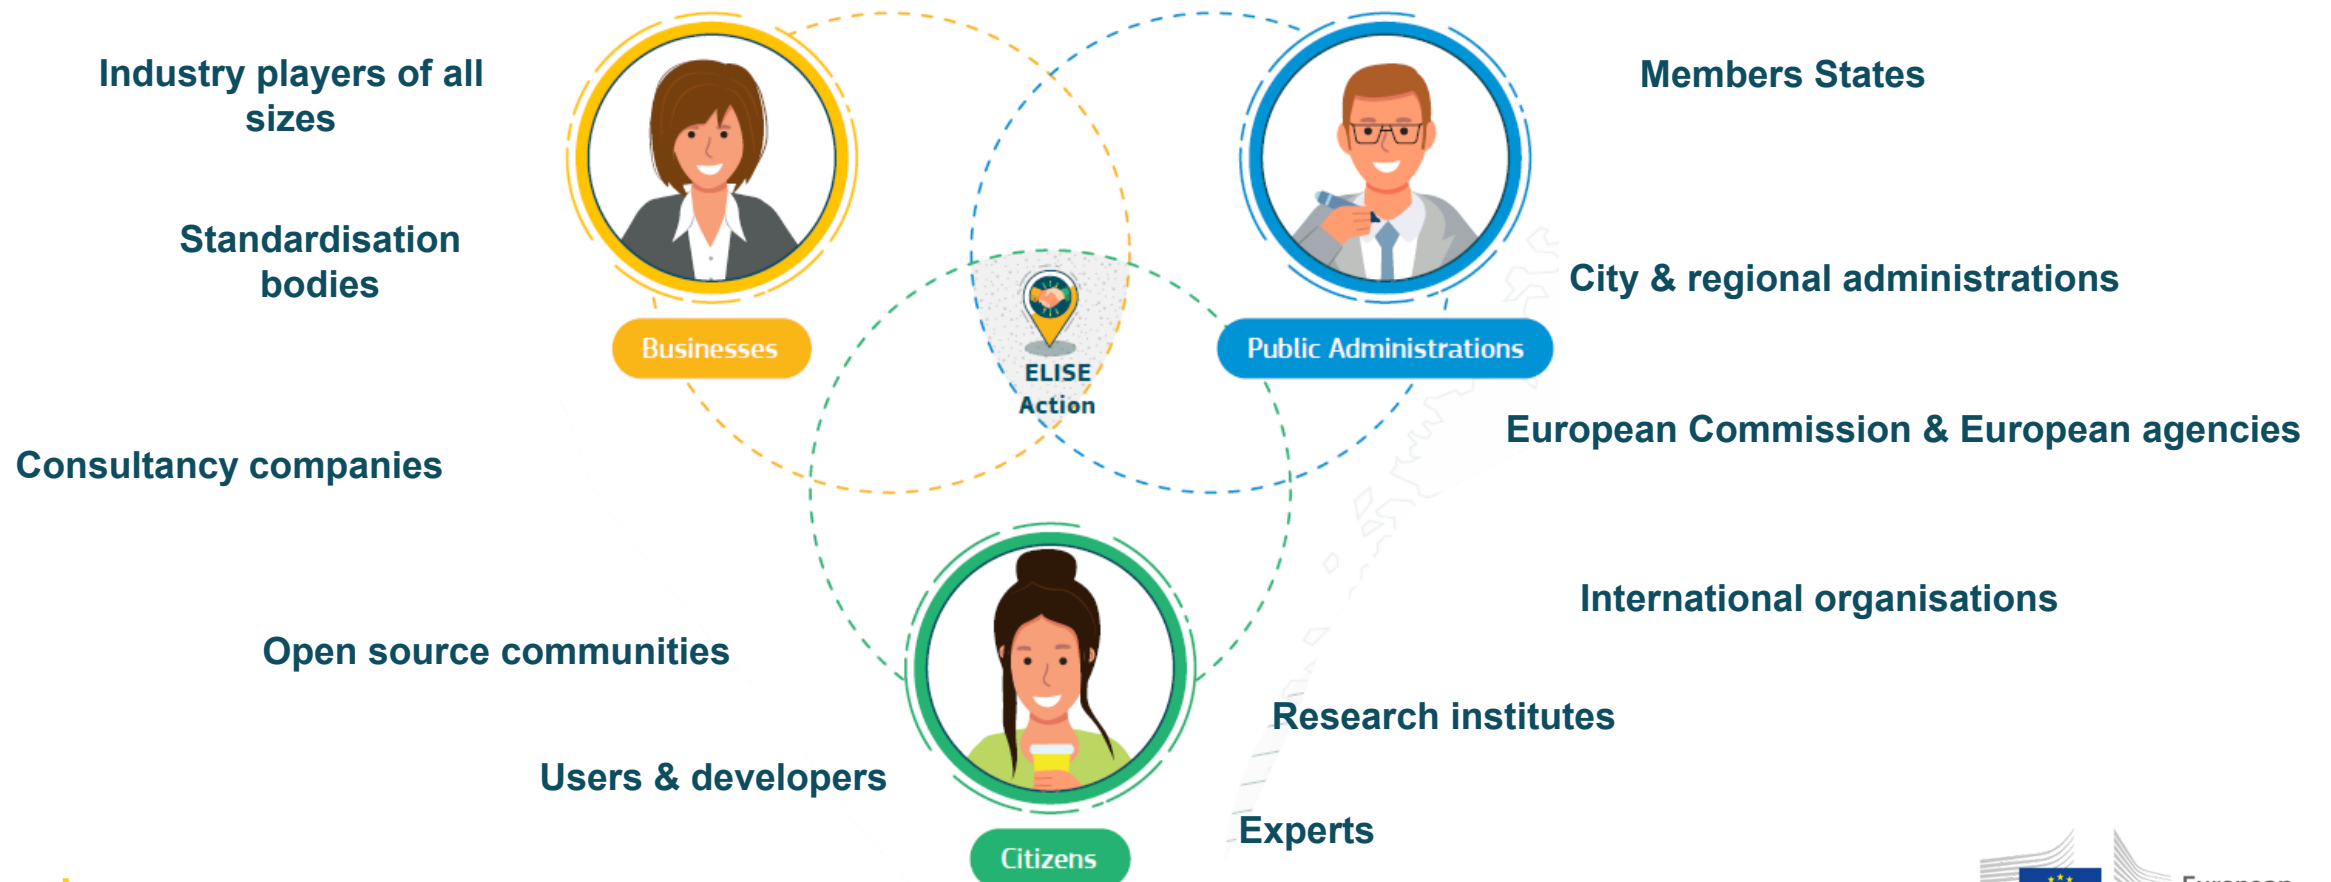 Industry players of all
sizes
Members States
Standardisation
bodies
City & regional administrations
Businesses
Public Administrations
ELISE
Action
European Commission & European agencies
Consultancy companies
International organisations
Open source communities
Research institutes
Users & developers
Experts
Citizens
European